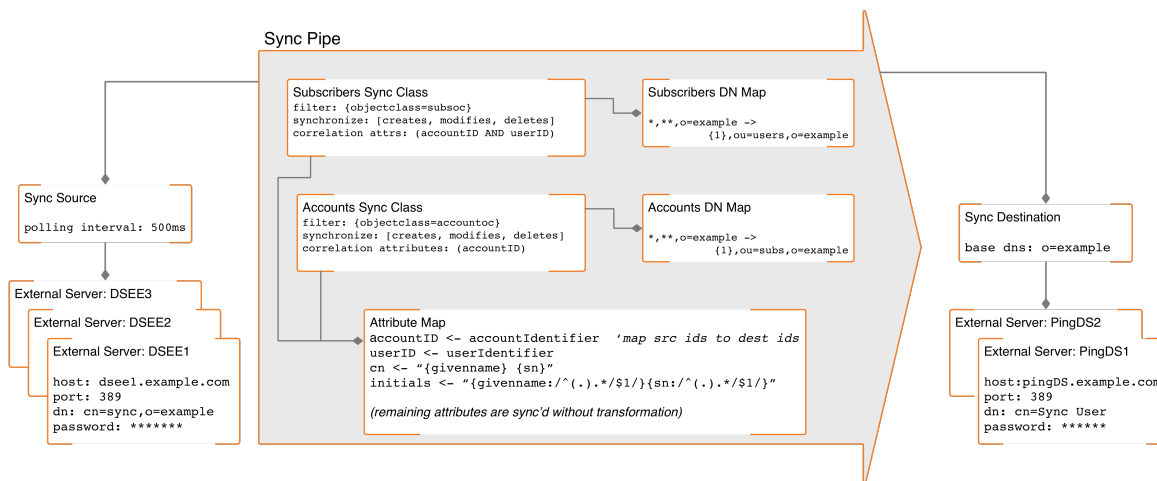 Sync Pipe
Subscribers Sync Class
filter: {objectclass=subsoc}
synchronize: [creates, modifies, deletes]
correlation attrs: (accountID AND userID)
Subscribers DN Map
*,**,o=example ->
{1},ou=users,o=example
Sync Source
polling interval: 500ms
Accounts Sync Class
filter: {objectclass=accountoc}
synchronize: [creates, modifies, deletes]
correlation attributes: (accountID)
Accounts DN Map
*,**,o=example ->
{1},ou=subs,o=example
Sync Destination
base dns: o=example
External Server: DSEE3
External Server: DSEE2
External Server: DSEE1
host: dsee1.example.com
port: 389
dn: cn=sync,o=example
password: *******
Attribute Map
accountID <- accountIdentifier ‘map src ids to dest ids
userID <- userIdentifier
cn <- “{givenname} {sn}”
initials <- “{givenname:/^(.).*/$1/}{sn:/^(.).*/$1/}”
(remaining attributes are sync’d without transformation)
External Server: PingDS2
External Server: PingDS1
host:pingDS.example.com
port: 389
dn: cn=Sync User
password: ******